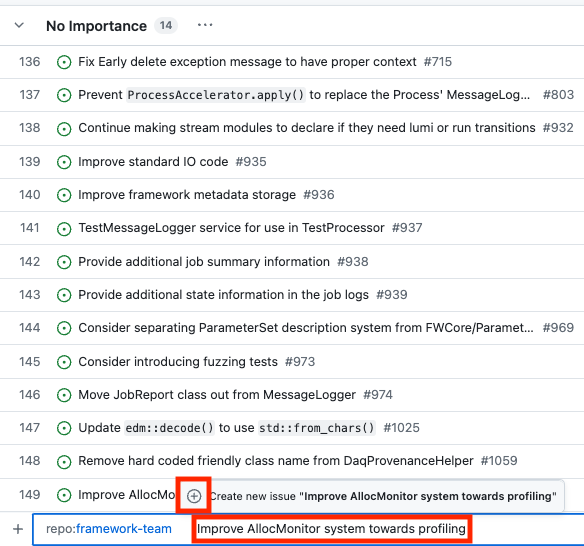 No Importance 14 ...
136 Fix Early delete exception message to have proper context #715
137 Prevent ProcessAccelerator.apply() to replace the Process' MessageLog... #803
138 Continue making stream modules to declare if they need lumi or run transitions #932
139 Improve standard IO code #935
140 Improve framework metadata storage #936
141 TestMessageLogger service for use in TestProcessor #937
142 Provide additional job summary information #938
143 Provide additional state information in the job logs #939
144 Consider separating ParameterSet description system from FWCore/Paramet... #969
145 Consider introducing fuzzing tests #973
146 Move JobReport class out from MessageLogger #974
147 Update edm::decode() to use std::from_chars() #1025
148 Remove hard coded friendly class name from DaqProvenanceHelper #1059
149 Improve AllocMo
Create new issue "Improve AllocMonitor system towards profiling"
repo:framework-team Improve AllocMonitor system towards profiling